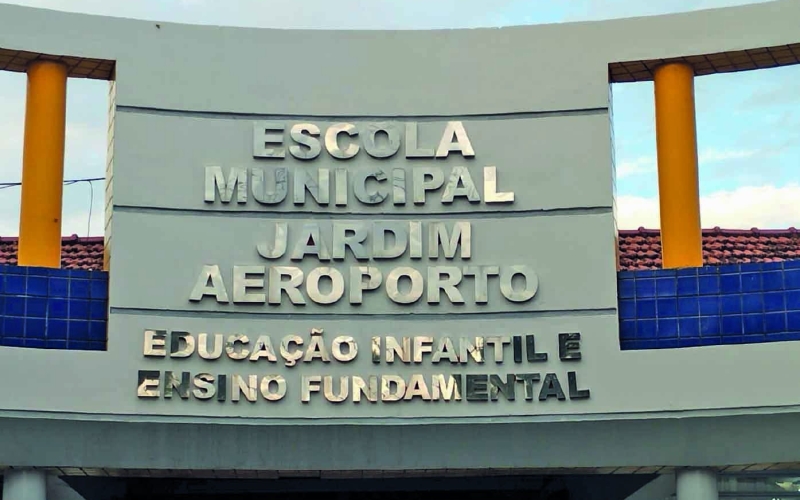 ESCOLA
MUNICIPAL
JARDIM
AEROPORTO
EDUCAÇÃO INFANTIL E
ENSINO FUNDAMENTAL